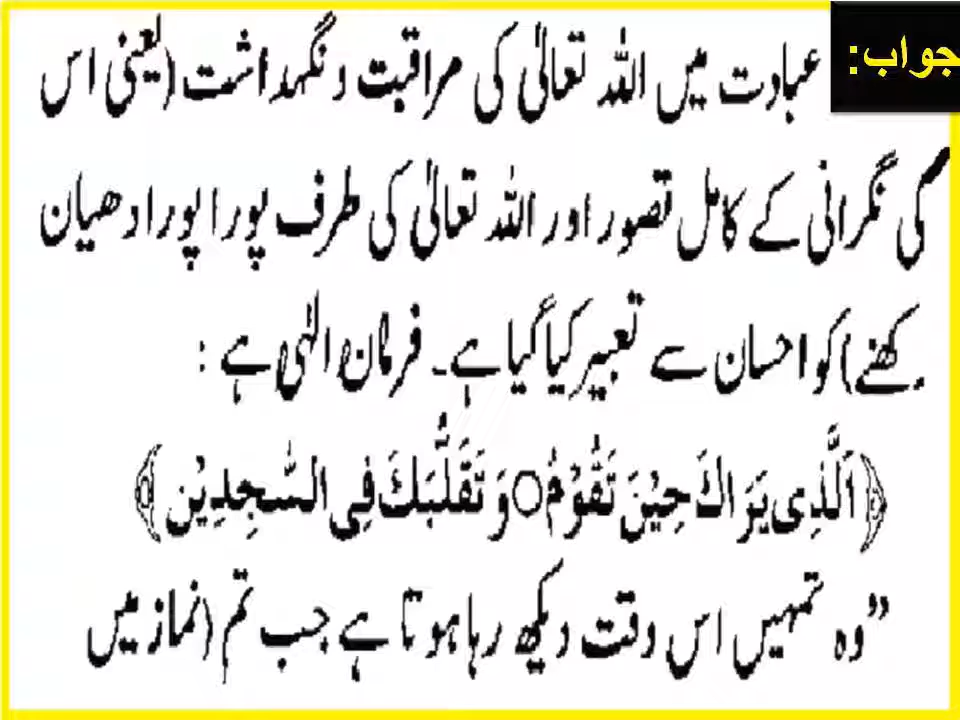 جواب:
عبادت میں اللہ تعالیٰ کی مراقبت و نگہداشت (یعنی اس
کی نگرانی کے کامل تصور اور اللہ تعالیٰ کی طرف پورا پورا دھیان
رکھنے) کو احسان سے تعبیر کیا گیا ہے۔ فرمان الٰہی ہے :
﴿اَلَّذِی یَرَاكَ حِیْنَ تَقُوْمُ○ وَ تَقَلُّبَكَ فِی السّٰجِدِیْن﴾
”وہ تمہیں اس وقت دیکھ رہا ہوتا ہے جب تم (نماز میں